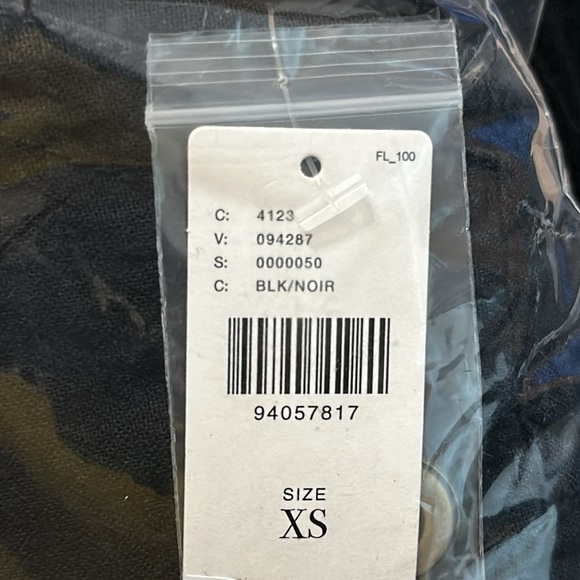 FL_100
C: 4123
V: 094287
S: 0000050
C: BLK/NOIR
94057817
SIZE
XS